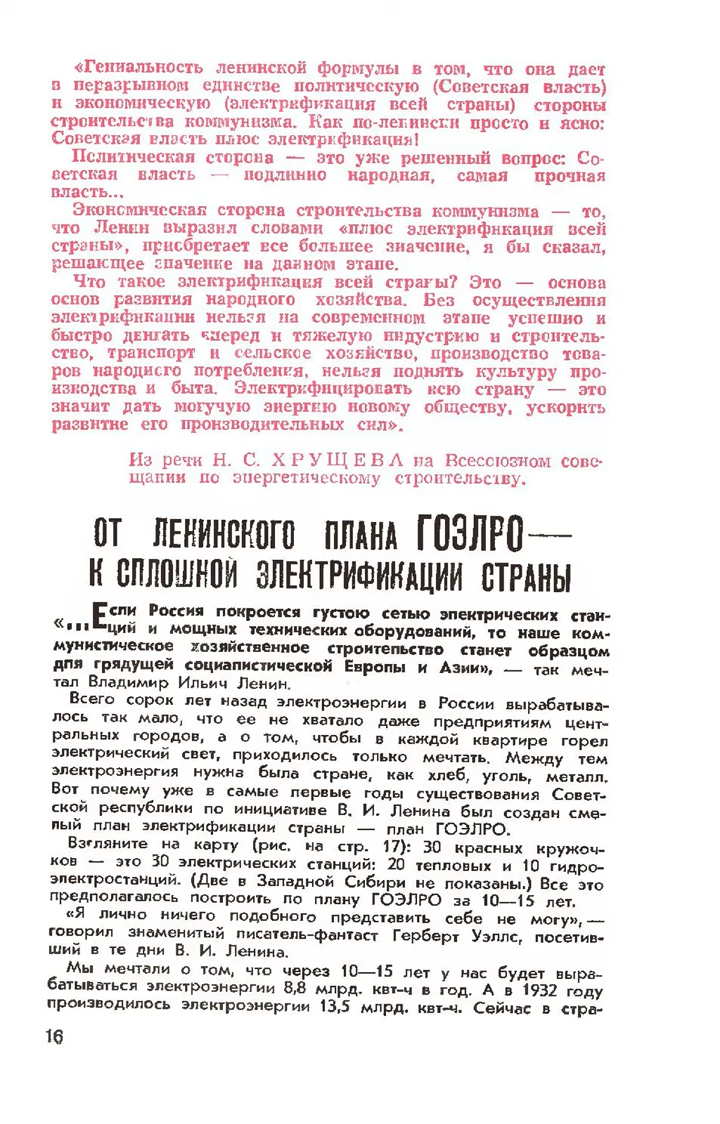 «Гениальность ленинской формулы в том, что она дает
в неразрывном единстве политическую (Советская власть)
и экономическую (электрификация всей страны) стороны
строительства коммунизма. Как по-ленински просто и ясно:
Советская власть плюс электрификация!
Политическая сторона — это уже решенный вопрос: Со-
ветская власть — подлинно народная, самая прочная
власть...
Экономическая сторона строительства коммунизма — то,
что Ленин выразил словами «плюс электрификация всей
страны», приобретает все большее значение, я бы сказал,
решающее значение на данном этапе.
Что такое электрификация всей страны? Это — основа
основ развития народного хозяйства. Без осуществления
электрификации нельзя на современном этапе успешно и
быстро двигать вперед и тяжелую индустрию и строитель-
ство, транспорт и сельское хозяйство, производство това-
ров народного потребления, нельзя поднять культуру про-
изводства и быта. Электрифицировать всю страну — это
значит дать могучую энергию новому обществу, ускорить
развитие его производительных сил».
Из речи Н. С. ХРУЩЕВА на Всесоюзном сове-
щании по энергетическому строительству.
ОТ ЛЕНИНСКОГО ПЛАНА ГОЭЛРО —
К СПЛОШНОЙ ЭЛЕКТРИФИКАЦИИ СТРАНЫ
«...Если Россия покроется густою сетью электрических стан-
ций и мощных технических оборудований, то наше ком-
мунистическое хозяйственное строительство станет образцом
для грядущей социалистической Европы и Азии», — так меч-
тал Владимир Ильич Ленин.
Всего сорок лет назад электроэнергии в России вырабатыва-
лось так мало, что ее не хватало даже предприятиям цент-
ральных городов, а о том, чтобы в каждой квартире горел
электрический свет, приходилось только мечтать. Между тем
электроэнергия нужна была стране, как хлеб, уголь, металл.
Вот почему уже в самые первые годы существования Совет-
ской республики по инициативе В. И. Ленина был создан сме-
лый план электрификации страны — план ГОЭЛРО.
Взгляните на карту (рис. на стр. 17): 30 красных кружоч-
ков — это 30 электрических станций: 20 тепловых и 10 гидро-
электростанций. (Две в Западной Сибири не показаны.) Все это
предполагалось построить по плану ГОЭЛРО за 10—15 лет.
«Я лично ничего подобного представить себе не могу», —
говорил знаменитый писатель-фантаст Герберт Уэллс, посетив-
ший в те дни В. И. Ленина.
Мы мечтали о том, что через 10—15 лет у нас будет выра-
батываться электроэнергии 8,8 млрд. квт-ч в год. А в 1932 году
производилось электроэнергии 13,5 млрд. квт-ч. Сейчас в стра-
16